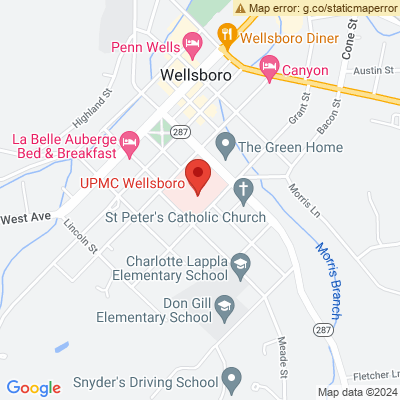 Map error: g.co/staticmaperror
Wellsboro Diner
Penn Wells
Cone St
Wellsboro
Canyon
Austin St
Highland St
Grant St
Bacon St
287
La Belle Auberge
Bed & Breakfast
The Green Home
UPMC Wellsboro
Morris Ln
West Ave
St Peter's Catholic Church
Lincoln St
Morris Branch
Charlotte Lappla
Elementary School
Don Gill
Elementary School
287
Meade St
Snyder's Driving School
Fletcher Ln
Google
Map data ©2024